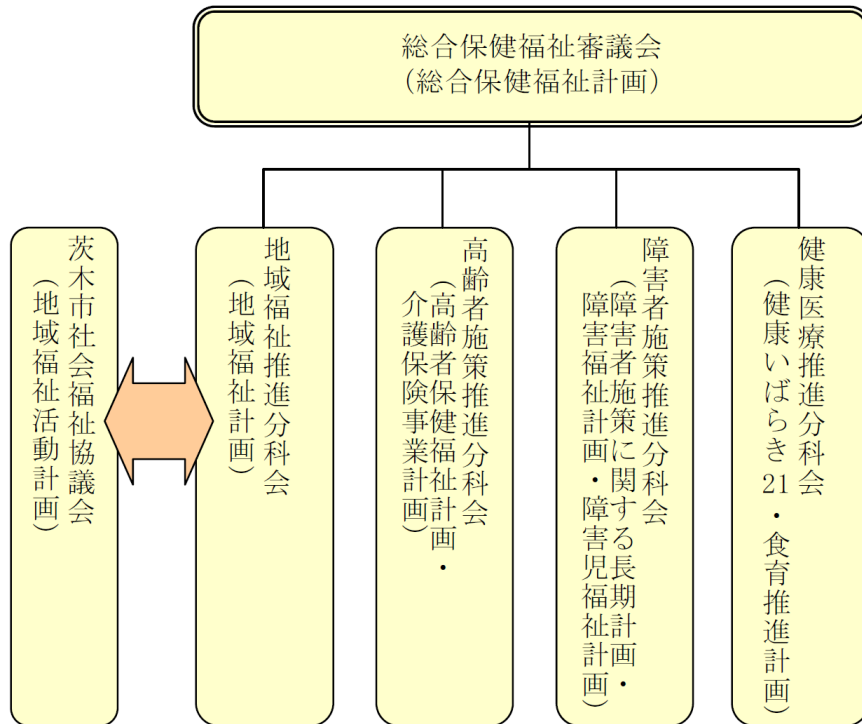 総合保健福祉審議会
（総合保健福祉計画）
茨木市社会福祉協議会
（地域福祉活動計画）
地域福祉推進分科会
（地域福祉計画）
高齢者施策推進分科会
（高齢者保健福祉計画・
介護保険事業計画）
障害者施策推進分科会
（障害者施策に関する長期計画・
障害福祉計画・障害児福祉計画）
健康医療推進分科会
（健康いばらき21・食育推進計画）